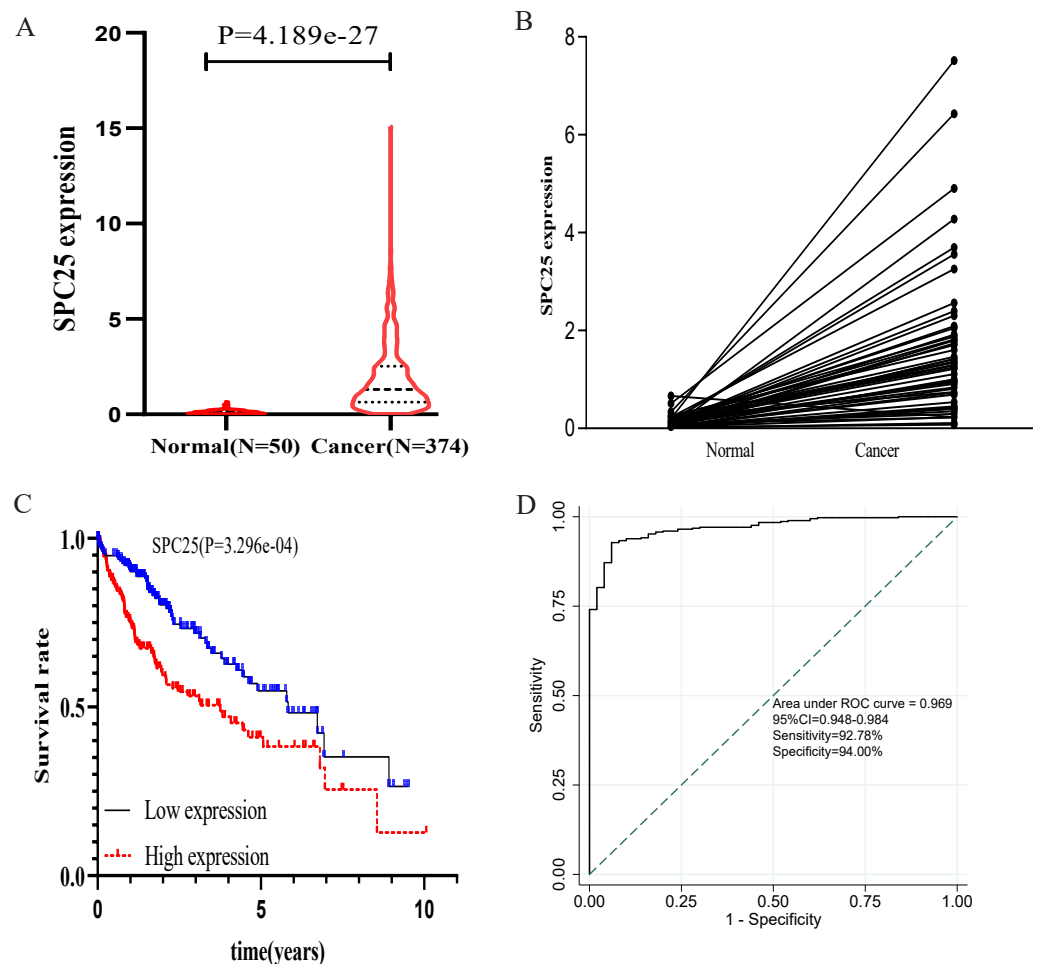 A
P=4.189e-27
20
15
10
5
0
SPC25 expression
Normal(N=50) Cancer(N=374)
B
8
6
4
2
0
SPC25 expression
Normal Cancer
C
SPC25(P=3.296e-04)
1.0
0.5
0.0
Survival rate
Low expression
High expression
0 5 10
time(years)
D
1.00
0.75
0.50
0.25
0.00
Sensitivity
Area under ROC curve = 0.969
95%CI=0.948-0.984
Sensitivity=92.78%
Specificity=94.00%
0.00 0.25 0.50 0.75 1.00
1 - Specificity